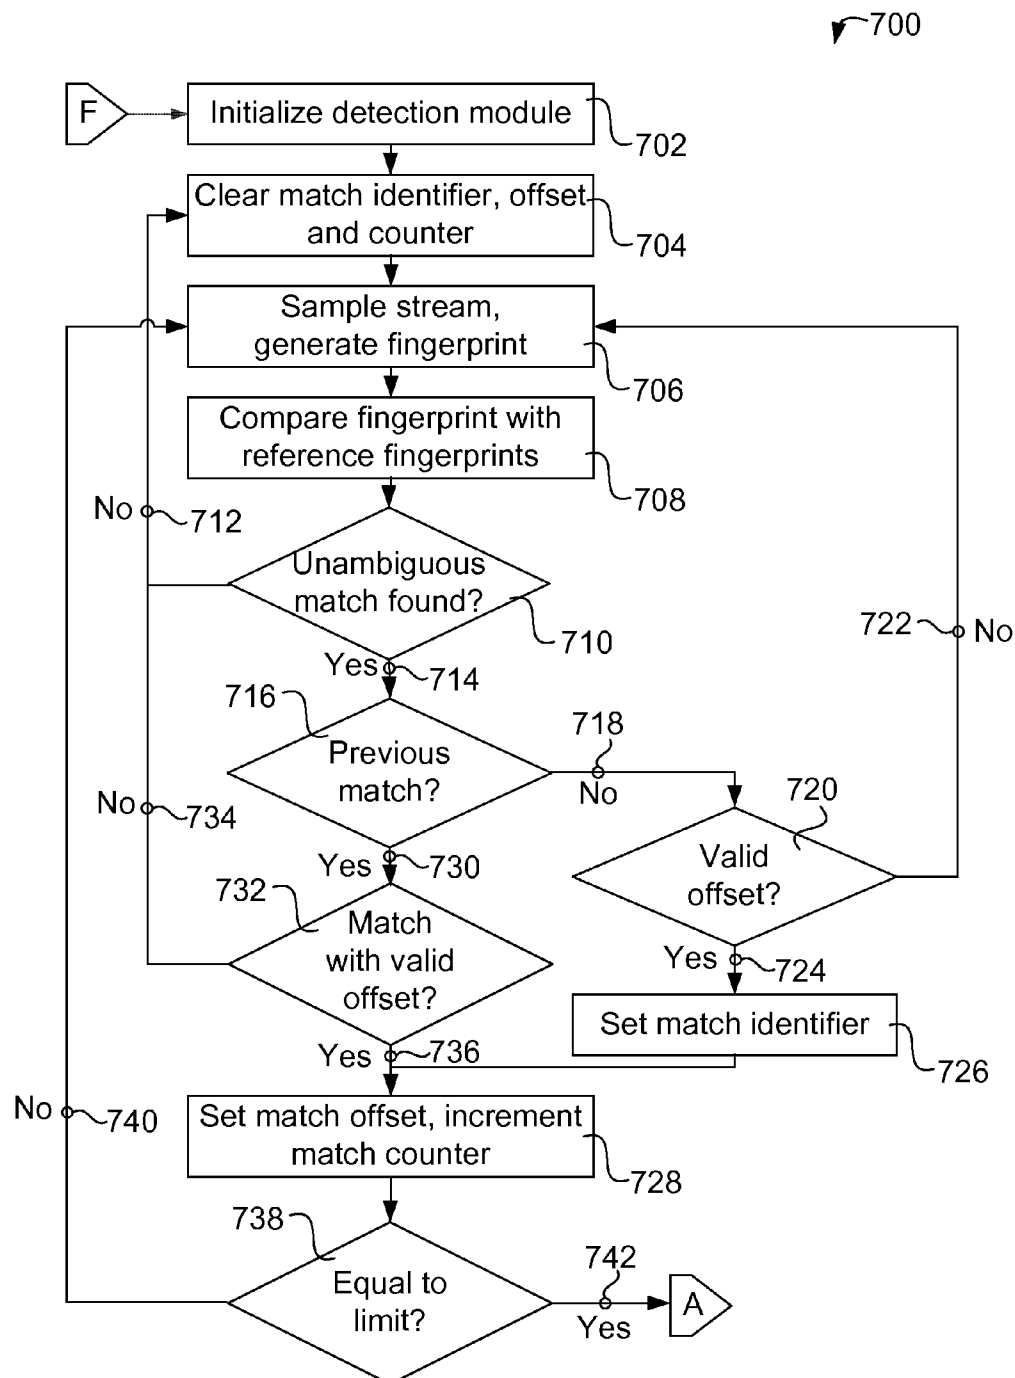 700
F
Initialize detection module
702
Clear match identifier, offset
and counter
704
Sample stream,
generate fingerprint
706
Compare fingerprint with
reference fingerprints
708
No
712
Unambiguous
match found?
710
722
No
Yes
714
716
718
Previous
match?
No
720
No
734
Yes
730
Valid
offset?
732
Match
with valid
offset?
Yes
724
Set match identifier
726
Yes
736
No
740
Set match offset, increment
match counter
728
738
742
Equal to
limit?
A
Yes